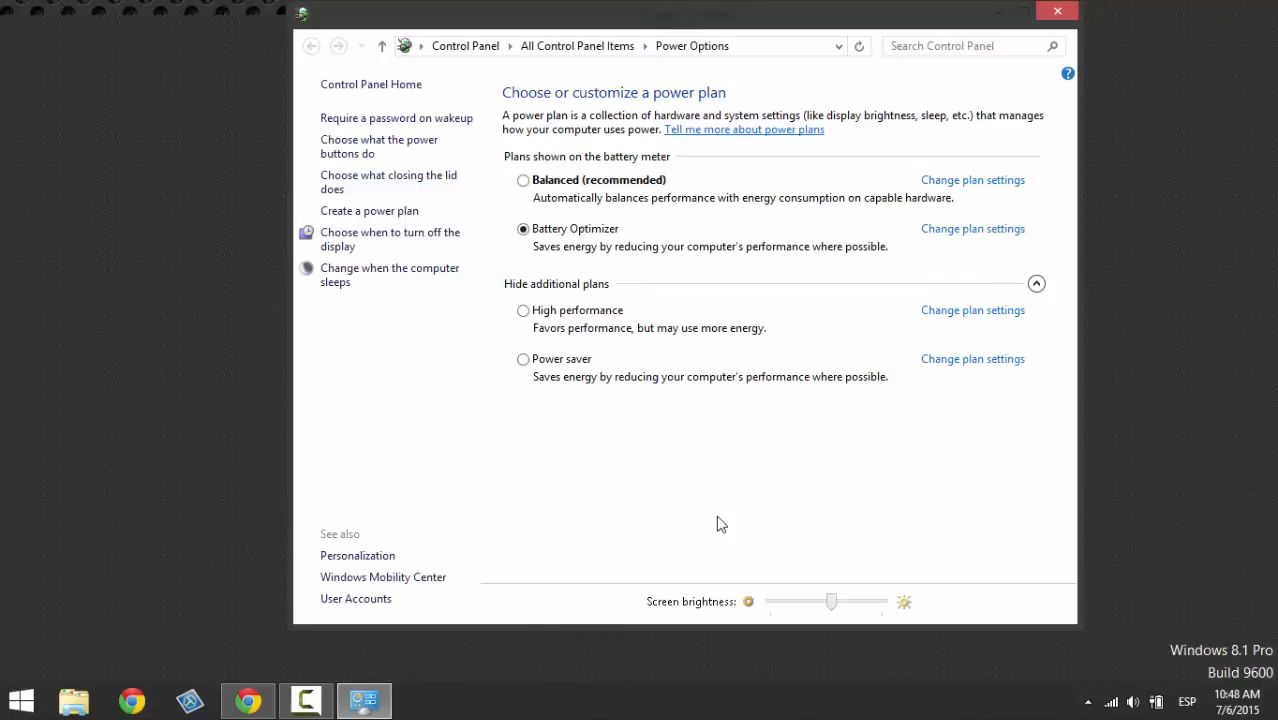 Control Panel
All Control Panel Items
Power Options
Search Control Panel
?
Control Panel Home
Require a password on wakeup
Choose what the power
buttons do
Choose what closing the lid
does
Create a power plan
Choose when to turn off the
display
Change when the computer
sleeps
Choose or customize a power plan
A power plan is a collection of hardware and system settings (like display brightness, sleep, etc.) that manages
how your computer uses power. Tell me more about power plans
Plans shown on the battery meter
Balanced (recommended) Change plan settings
Automatically balances performance with energy consumption on capable hardware.
Battery Optimizer Change plan settings
Saves energy by reducing your computer's performance where possible.
Hide additional plans
High performance Change plan settings
Favors performance, but may use more energy.
Power saver Change plan settings
Saves energy by reducing your computer's performance where possible.
See also
Personalization
Windows Mobility Center
User Accounts
Screen brightness:
Windows 8.1 Pro
Build 9600
ESP
10:48 AM
7/6/2015